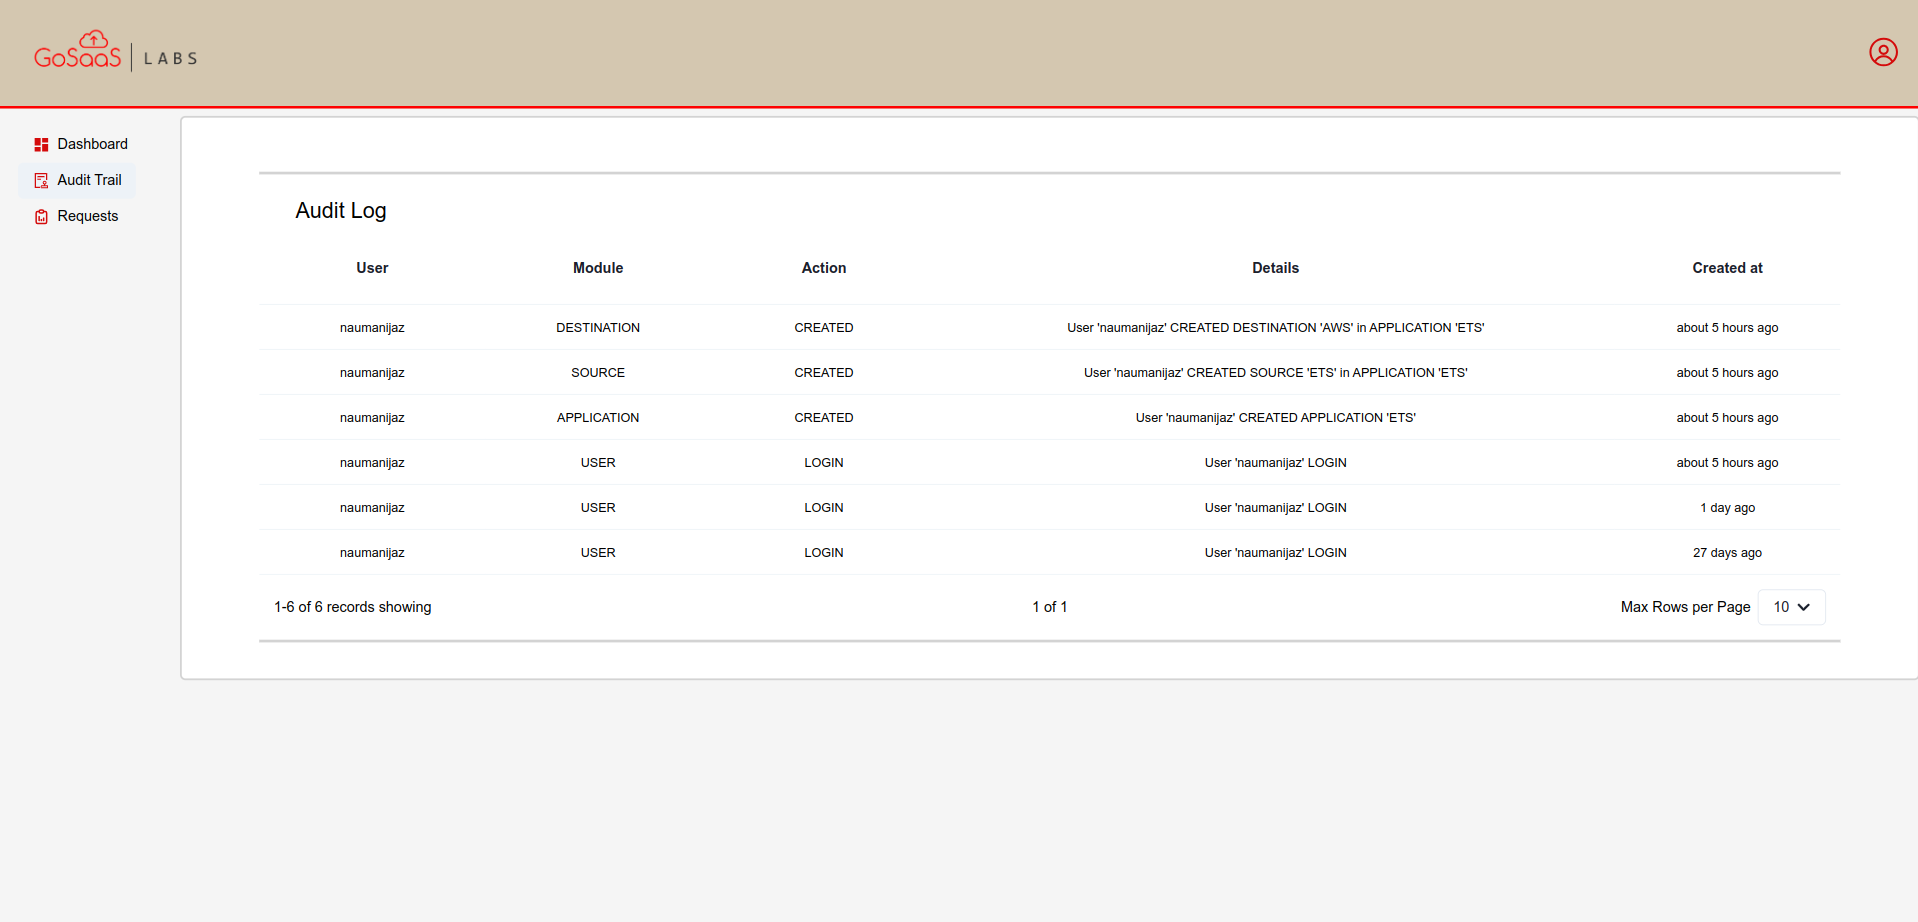 GoSaaS | LABS
Dashboard
Audit Trail
Requests
Audit Log
User Module Action Details Created at
naumanijaz DESTINATION CREATED User 'naumanijaz' CREATED DESTINATION 'AWS' in APPLICATION 'ETS' about 5 hours ago
naumanijaz SOURCE CREATED User 'naumanijaz' CREATED SOURCE 'ETS' in APPLICATION 'ETS' about 5 hours ago
naumanijaz APPLICATION CREATED User 'naumanijaz' CREATED APPLICATION 'ETS' about 5 hours ago
naumanijaz USER LOGIN User 'naumanijaz' LOGIN about 5 hours ago
naumanijaz USER LOGIN User 'naumanijaz' LOGIN 1 day ago
naumanijaz USER LOGIN User 'naumanijaz' LOGIN 27 days ago
1-6 of 6 records showing 1 of 1 Max Rows per Page 10